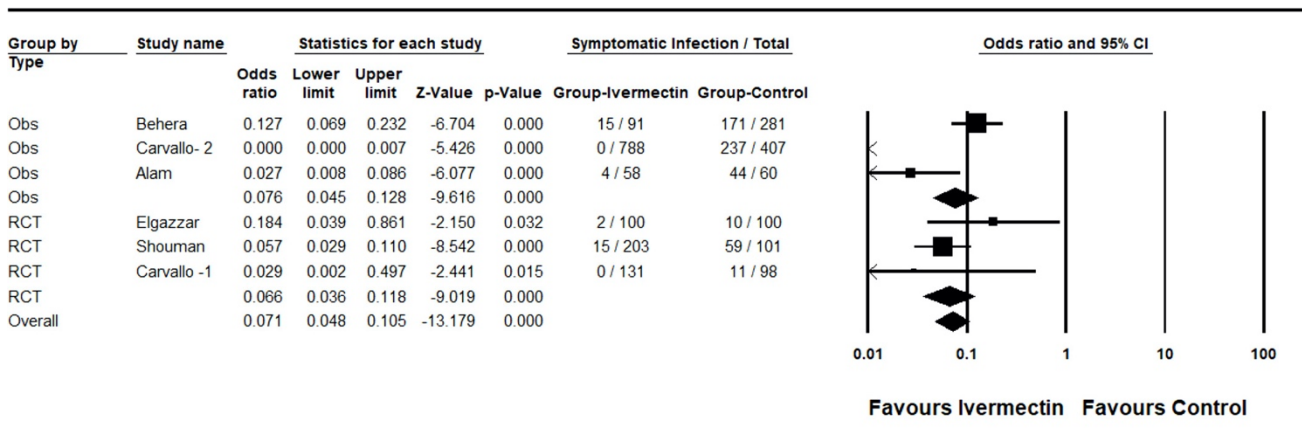 Group by Study name Statistics for each study Symptomatic Infection / Total Odds ratio and 95% CI
Type
Odds Lower Upper
ratio limit limit Z-Value p-Value Group-Ivermectin Group-Control
Obs Behera 0.127 0.069 0.232 -6.704 0.000 15 / 91 171 / 281
Obs Carvallo- 2 0.000 0.000 0.007 -5.426 0.000 0 / 788 237 / 407
Obs Alam 0.027 0.008 0.086 -6.077 0.000 4 / 58 44 / 60
Obs 0.076 0.045 0.128 -9.616 0.000
RCT Elgazzar 0.184 0.039 0.861 -2.150 0.032 2 / 100 10 / 100
RCT Shouman 0.057 0.029 0.110 -8.542 0.000 15 / 203 59 / 101
RCT Carvallo -1 0.029 0.002 0.497 -2.441 0.015 0 / 131 11 / 98
RCT 0.066 0.036 0.118 -9.019 0.000
Overall 0.071 0.048 0.105 -13.179 0.000
0.01 0.1 1 10 100
Favours Ivermectin Favours Control